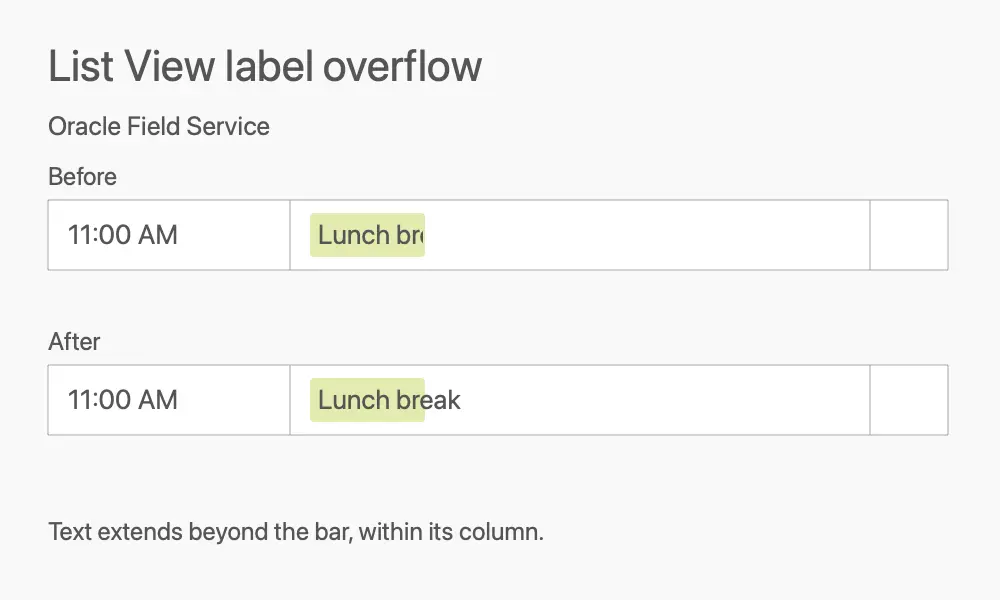 List View label overflow
Oracle Field Service
Before
11:00 AM Lunch br
After
11:00 AM Lunch break
Text extends beyond the bar, within its column.